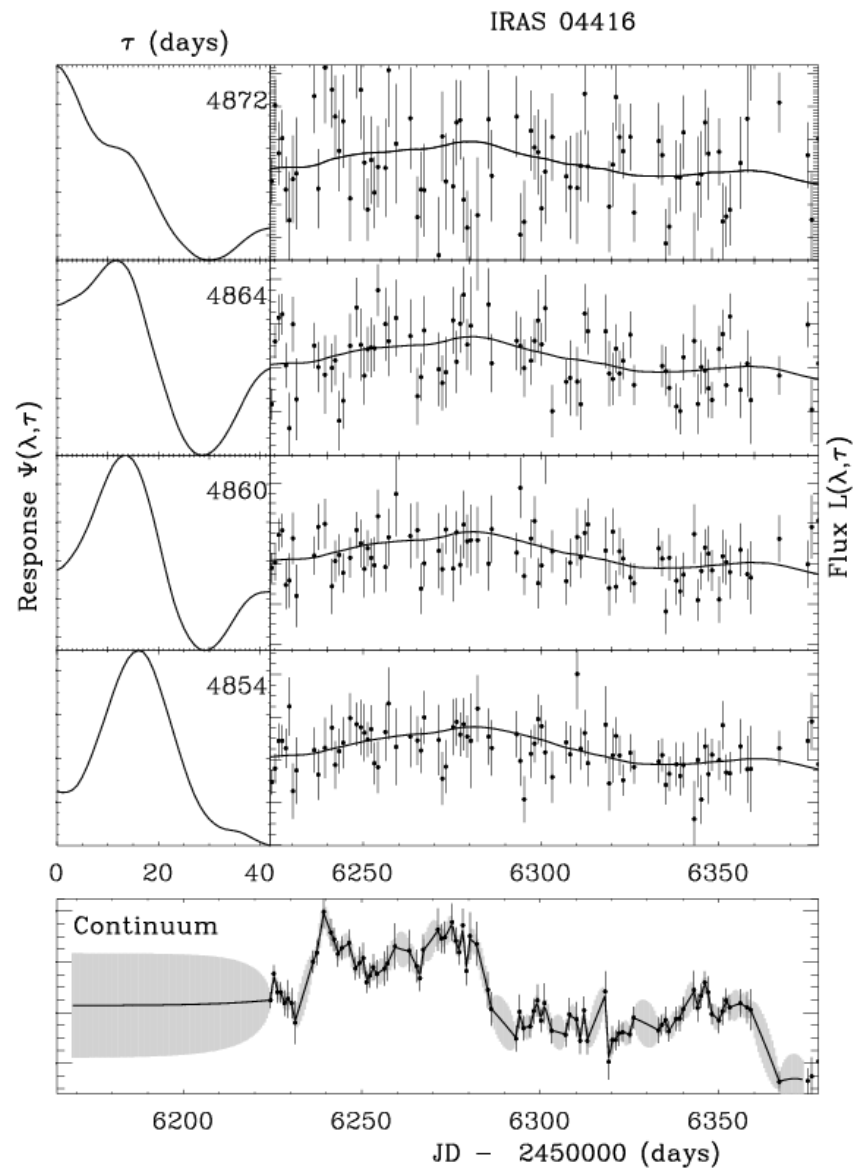 IRAS 04416
τ (days)
4872
4864
4860
4854
Response Ψ(λ,τ)
Flux L(λ,τ)
0 20 40 6250 6300 6350
Continuum
6200 6250 6300 6350
JD - 2450000 (days)